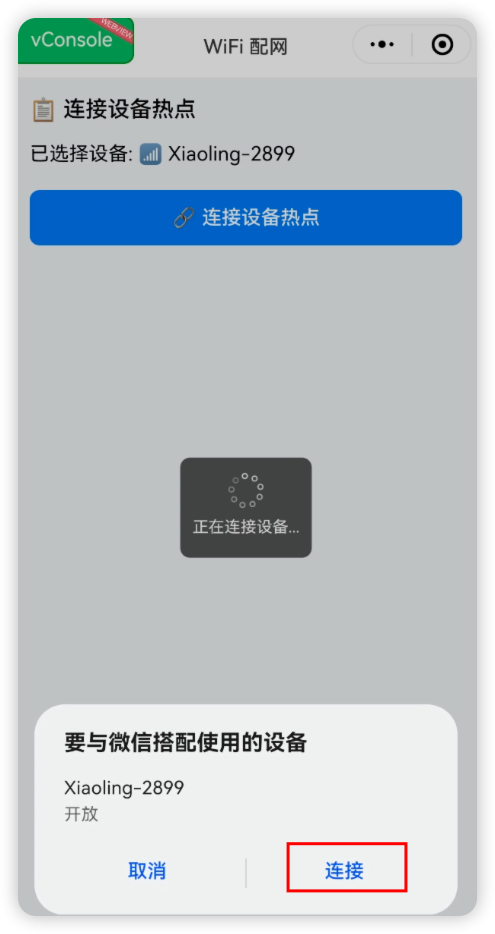 vConsole
WEBVIEW
WiFi 配网
连接设备热点
已选择设备: Xiaoling-2899
连接设备热点
正在连接设备...
要与微信搭配使用的设备
Xiaoling-2899
开放
取消
连接